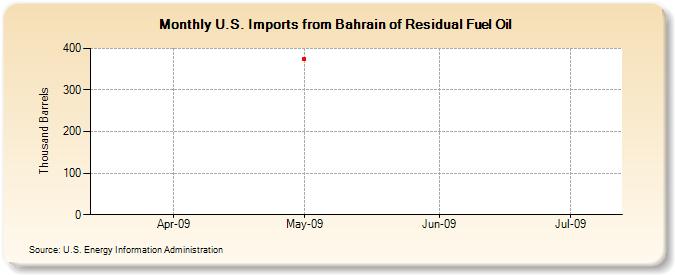 Monthly U.S. Imports from Bahrain of Residual Fuel Oil
Thousand Barrels
400
300
200
100
0
Apr-09 May-09 Jun-09 Jul-09
Source: U.S. Energy Information Administration